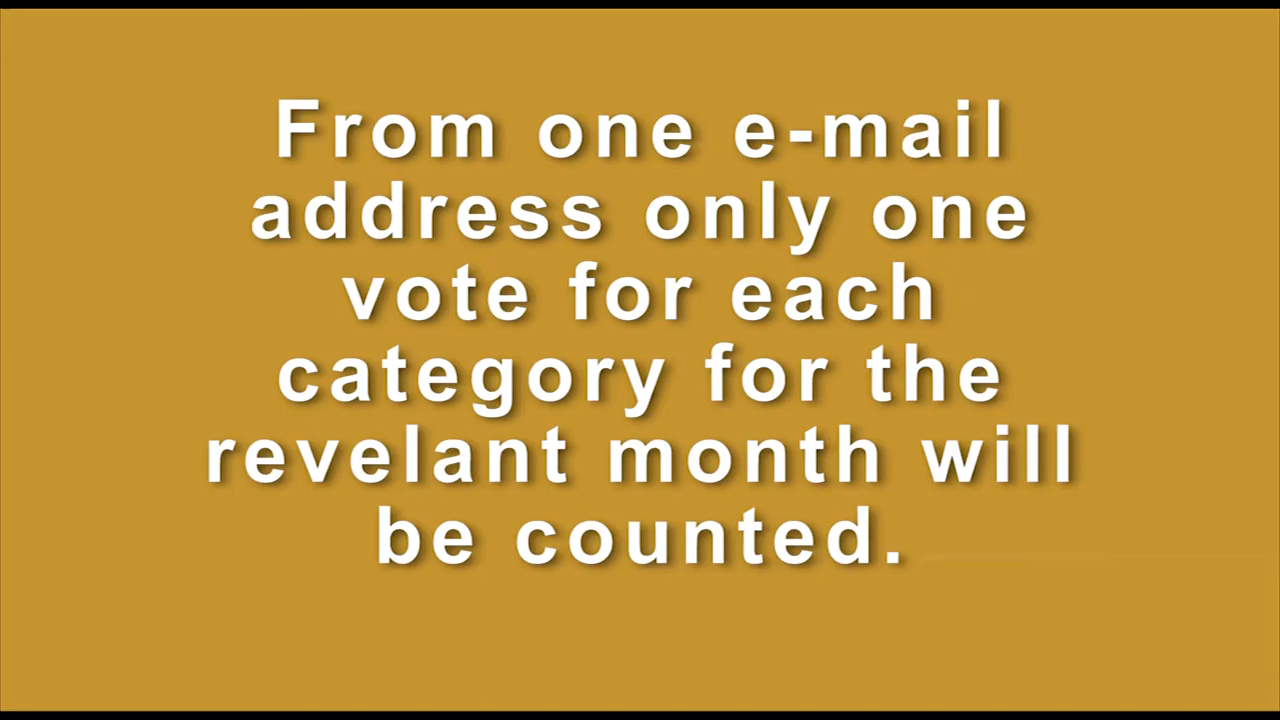 From one e-mail
address only one
vote for each
category for the
revelant month will
be counted.